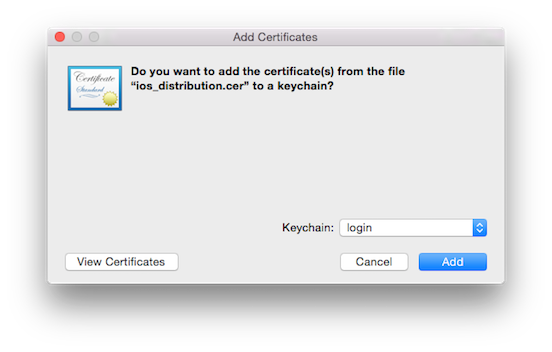 Add Certificates
Certificate
Standard
Do you want to add the certificate(s) from the file
“ios_distribution.cer” to a keychain?
Keychain: login
View Certificates Cancel Add